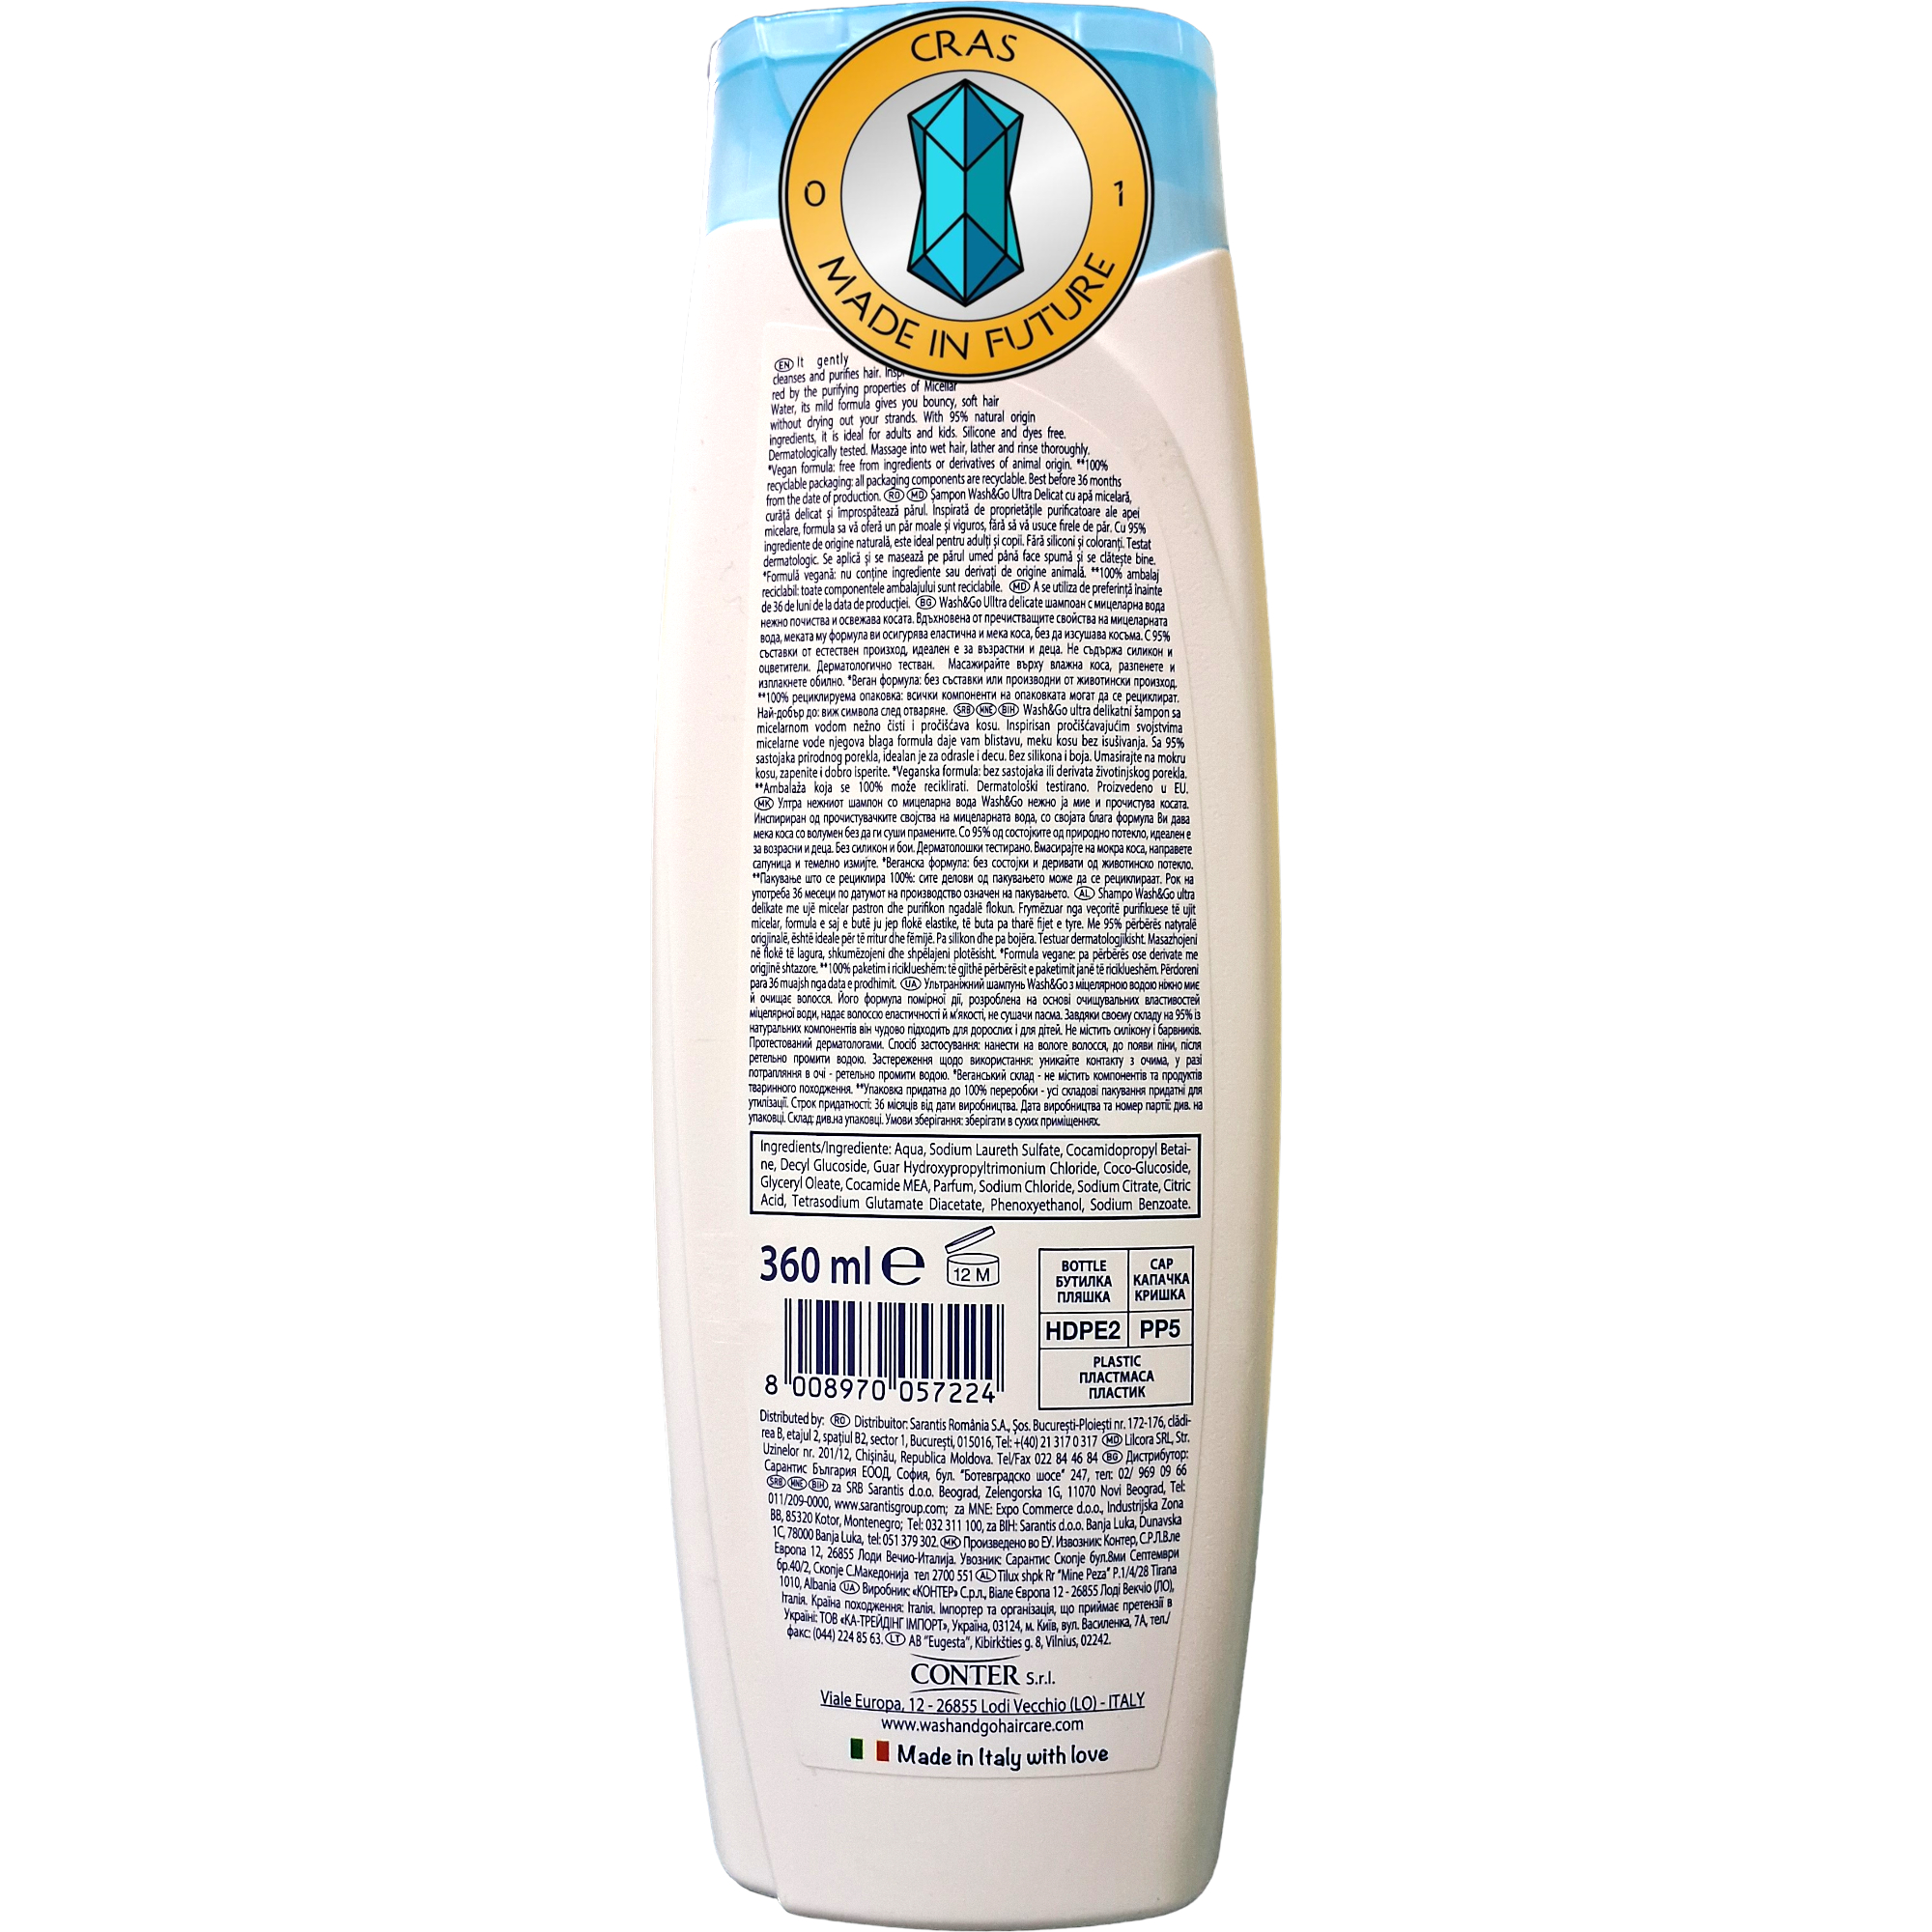 CRAS
0 1
MADE IN FUTURE
EN It gently
cleanses and purifies hair.
red by the purifying properties of Micellar
Water, its mild formula gives you bouncy, soft hair
without drying out your strands. With 95% natural origin
ingredients, it is ideal for adults and kids. Silicone and dyes free.
Dermatologically tested. Massage into wet hair, lather and rinse thoroughly.
*Vegan formula: free from ingredients or derivatives of animal origin. **100%
recyclable packaging: all packaging components are recyclable. Best before 36 months
from the date of production. RO MD Șampon Wash&Go Ultra Delicat cu apă micelară,
curăță delicat și împrospătează părul. Inspirată de proprietățile purificatoare ale apei
micelare, formula sa vă oferă un păr moale și viguros, fără să vă usuce firele de păr. Cu 95%
ingrediente de origine naturală, este ideal pentru adulți și copii. Fără siliconi și coloranți. Testat
dermatologic. Se aplică și se masează pe părul umed până face spumă și se clătește bine.
*Formulă vegană: nu conține ingrediente sau derivați de origine animală. **100% ambalaj
reciclabil: toate componentele ambalajului sunt reciclabile. MD A se utiliza de preferință înainte
de 36 de luni de la data de producției. BG Wash&Go Ulltra delicate шампоан с мицеларна вода
нежно почиства и освежава косата. Вдъхновена от пречистващите свойства на мицеларната
вода, меката му формула ви осигурява еластична и мека коса, без да изсушава косъма. С 95%
съставки от естествен произход, идеален е за възрастни и деца. Не съдържа силикон и
оцветители. Дерматологично тестван. Масажирайте върху влажна коса, разпенете и
изплакнете обилно. *Веган формула: без съставки или производни от животински произход.
**100% рециклируема опаковка: всички компоненти на опаковката могат да се рециклират.
Най-добър до: виж символа след отваряне. SRB MNE BIH Wash&Go ultra delikatni šampon sa
micelarnom vodom nežno čisti i pročišćava kosu. Inspirisan pročišćavajućim svojstvima
micelarne vode njegova blaga formula daje vam blistavu, meku kosu bez isušivanja. Sa 95%
sastojaka prirodnog porekla, idealan je za odrasle i decu. Bez silikona i boja. Umasirajte na mokru
kosu, zapenite i dobro isperite. *Veganska formula: bez sastojaka ili derivata životinjskog porekla.
**Ambalaža koja se 100% može reciklirati. Dermatološki testirano. Proizvedeno u EU.
MK Ултра нежниот шампон со мицеларна вода Wash&Go нежно ја мие и прочистува косата.
Инспириран од прочистувачките својства на мицеларната вода, со својата блага формула Ви дава
мека коса со волумен без да ги суши прамените. Со 95% од состојките од природно потекло, идеален е
за возрасни и деца. Без силикон и бои. Дерматолошки тестирано. Вмасирајте на мокра коса, направете
сапуница и темелно измијте. *Веганска формула: без состојки и деривати од животинско потекло.
**Пакување што се рециклира 100%: сите делови од пакувањето може да се рециклираат. Рок на
употреба 36 месеци по датумот на производство означен на пакувањето. AL Shampo Wash&Go ultra
delikate me ujë micelar pastron dhe purifikon ngadalë flokun. Frymëzuar nga veçoritë purifikuese të ujit
micelar, formula e saj e butë ju jep flokë elastike, të buta pa tharë fijet e tyre. Me 95% përbërës natyralë
origjinalë, është ideale për të rritur dhe fëmijë. Pa silikon dhe pa bojëra. Testuar dermatologjikisht. Masazhojeni
në flokë të lagura, shkumëzojeni dhe shpëlajeni plotësisht. *Formula vegane: pa përbërës ose derivate me
origjinë shtazore. **100% paketim i riciklueshëm: të gjithë përbërësit e paketimit janë të riciklueshëm. Përdoreni
para 36 muajsh nga data e prodhimit. UA Ультраніжний шампунь Wash&Go з міцелярною водою ніжно миє
й очищає волосся. Його формула помірної дії, розроблена на основі очищувальних властивостей
міцелярної води, надає волоссю еластичності й м'якості, не сушачи пасма. Завдяки своєму складу на 95% із
натуральних компонентів він чудово підходить для дорослих і для дітей. Не містить силікону і барвників.
Протестований дерматологами. Спосіб застосування: нанести на вологе волосся, до появи піни, після
ретельно промити водою. Застереження щодо використання: уникайте контакту з очима, у разі
потрапляння в очі - ретельно промити водою. *Веганський склад - не містить компонентів та продуктів
тваринного походження. **Упаковка придатна до 100% переробки - усі складові пакування придатні для
утилізації. Строк придатності: 36 місяців від дати виробництва. Дата виробництва та номер партії: див. на
упаковці. Склад: див.на упаковці. Умови зберігання: зберігати в сухих приміщеннях.
Ingredients/Ingrediente: Aqua, Sodium Laureth Sulfate, Cocamidopropyl Betai-
ne, Decyl Glucoside, Guar Hydroxypropyltrimonium Chloride, Coco-Glucoside,
Glyceryl Oleate, Cocamide MEA, Parfum, Sodium Chloride, Sodium Citrate, Citric
Acid, Tetrasodium Glutamate Diacetate, Phenoxyethanol, Sodium Benzoate.
360 ml e 12 M
BOTTLE CAP
БУТИЛКА КАПАЧКА
ПЛЯШКА КРИШКА
HDPE2 PP5
PLASTIC
ПЛАСТМАСА
ПЛАСТИК
8 008970 057224
Distributed by: RO Distribuitor: Sarantis România S.A., Șos. București-Ploiești nr. 172-176, clădi-
rea B, etajul 2, spațiul B2, sector 1, București, 015016, Tel: +(40) 21 317 0 317 MD Lilcora SRL, Str.
Uzinelor nr. 201/12, Chișinău, Republica Moldova. Tel/Fax 022 84 46 84 BG Дистрибутор:
Сарантис България ЕООД, София, бул. "Ботевградско шосе" 247, тел: 02/ 969 09 66
SRB MNE BIH za SRB Sarantis d.o.o. Beograd, Zelengorska 1G, 11070 Novi Beograd, Tel:
011/209-0000, www.sarantisgroup.com; za MNE: Expo Commerce d.o.o., Industrijska Zona
BB, 85320 Kotor, Montenegro; Tel: 032 311 100, za BIH: Sarantis d.o.o. Banja Luka, Dunavska
1C, 78000 Banja Luka, tel: 051 379 302. MK Произведено во ЕУ. Извозник: Контер, С.Р.Л.Вле
Европа 12, 26855 Лоди Вечио-Италија. Увозник: Сарантис Скопје бул.8ми Септември
бр.40/2, Скопје С.Македонија тел 2700 551 AL Tilux shpk Rr "Mine Peza" P.1/4/28 Tirana
1010, Albania UA Виробник: «КОНТЕР» С.р.л., Віале Європа 12 - 26855 Лоді Векчіо (ЛО),
Італія. Країна походження: Італія. Імпортер та організація, що приймає претензії в
Україні: ТОВ «КА-ТРЕЙДІНГ ІМПОРТ», Україна, 03124, м. Київ, вул. Василенка, 7А, тел./
факс: (044) 224 85 63. LT AB "Eugesta", Kibirkšties g. 8, Vilnius, 02242.
CONTER S.r.l.
Viale Europa, 12 - 26855 Lodi Vecchio (LO) - ITALY
www.washandgohaircare.com
Made in Italy with love